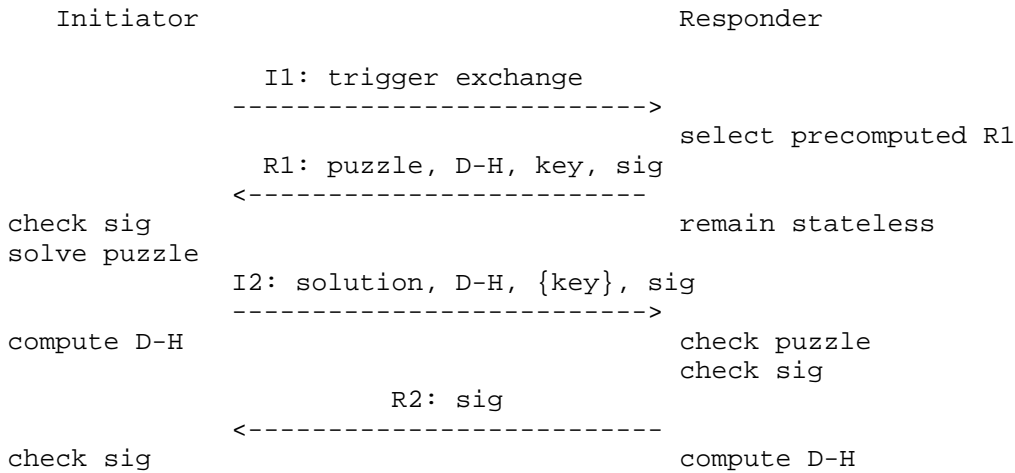 Initiator Responder
I1: trigger exchange
-------------------------->
select precomputed R1
R1: puzzle, D-H, key, sig
<-------------------------
check sig remain stateless
solve puzzle
I2: solution, D-H, {key}, sig
-------------------------->
compute D-H check puzzle
check sig
R2: sig
<--------------------------
check sig compute D-H